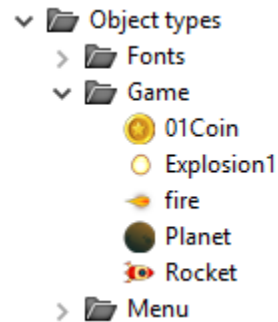 Object types
Fonts
Game
01Coin
Explosion1
fire
Planet
Rocket
Menu